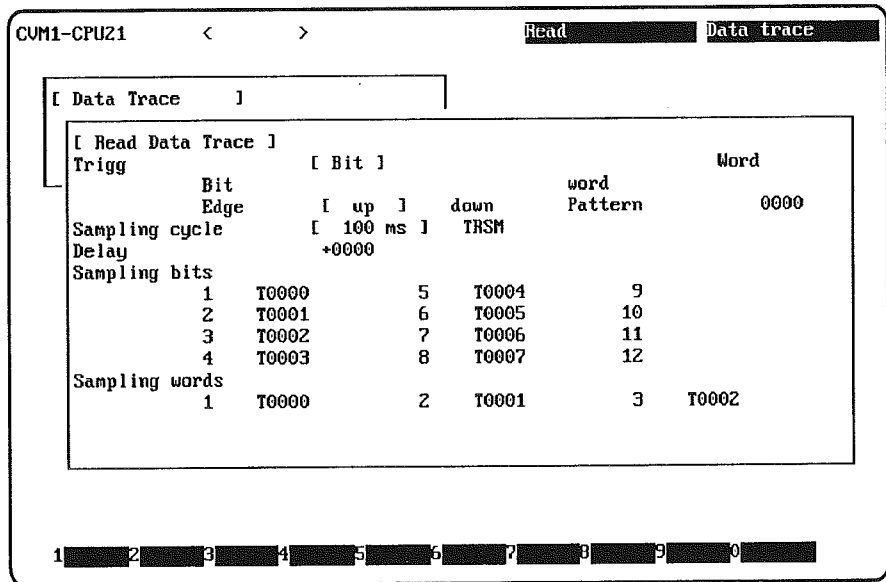 CVM1-CPU21 < > Read Data trace
[ Data Trace ]
[ Read Data Trace ]
Trigg [ Bit ] Word
Bit word
Edge [ up ] down Pattern 0000
Sampling cycle [ 100 ms ] TRSM
Delay +0000
Sampling bits
1 T0000 5 T0004 9
2 T0001 6 T0005 10
3 T0002 7 T0006 11
4 T0003 8 T0007 12
Sampling words
1 T0000 2 T0001 3 T0002
1 2 3 4 5 6 7 8 9 0